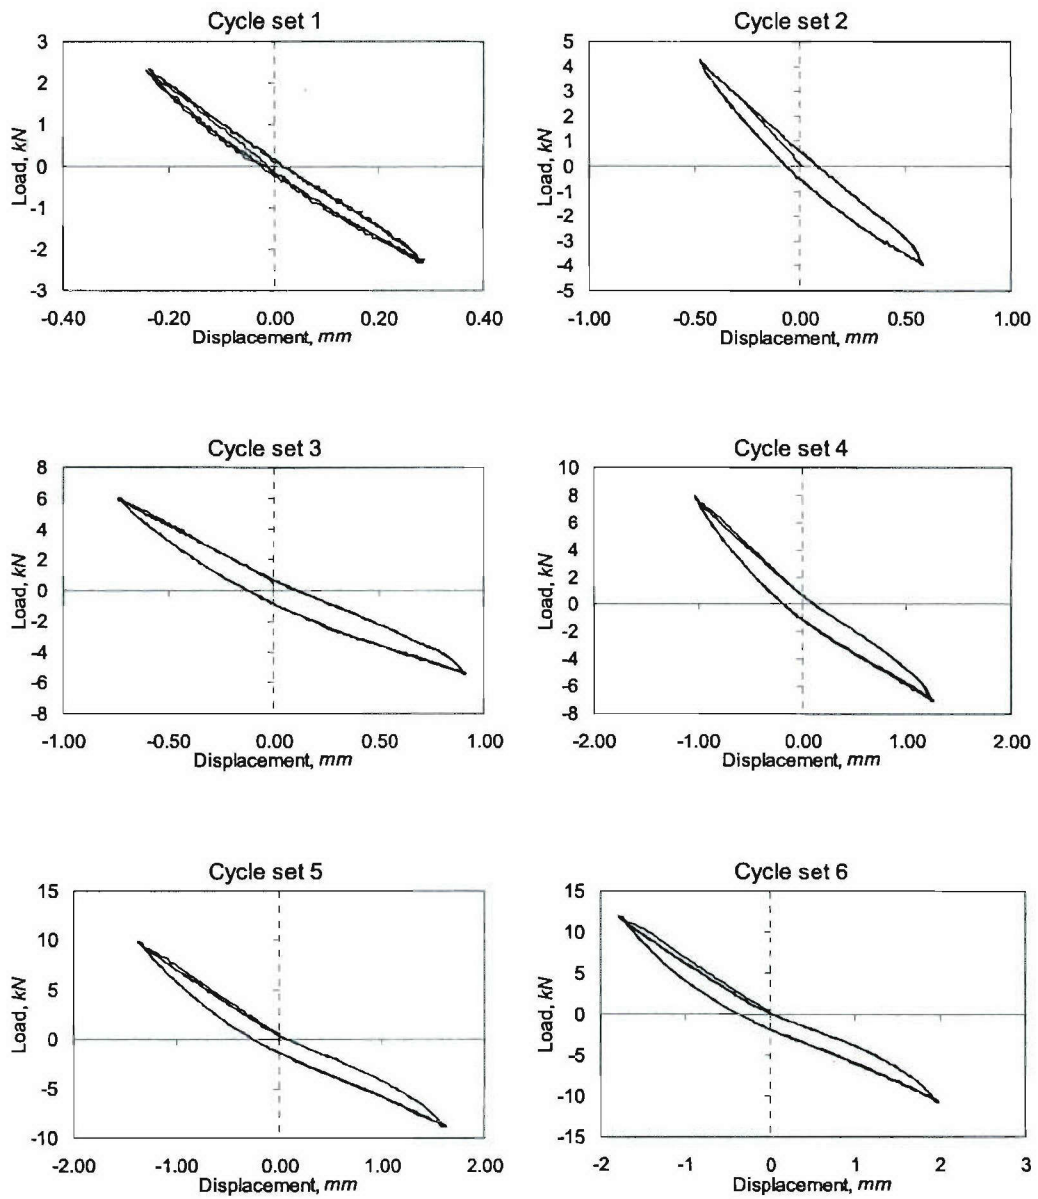 Cycle set 1
3
2
1
0
-1
-2
-3
Load, kN
-0.40 -0.20 0.00 0.20 0.40
Displacement, mm
Cycle set 2
5
4
3
2
1
0
-1
-2
-3
-4
-5
Load, kN
-1.00 -0.50 0.00 0.50 1.00
Displacement, mm
Cycle set 3
8
6
4
2
0
-2
-4
-6
-8
Load, kN
-1.00 -0.50 0.00 0.50 1.00
Displacement, mm
Cycle set 4
10
8
6
4
2
0
-2
-4
-6
-8
Load, kN
-2.00 -1.00 0.00 1.00 2.00
Displacement, mm
Cycle set 5
15
10
5
0
-5
-10
Load, kN
-2.00 -1.00 0.00 1.00 2.00
Displacement, mm
Cycle set 6
15
10
5
0
-5
-10
-15
Load, kN
-2 -1 0 1 2 3
Displacement, mm